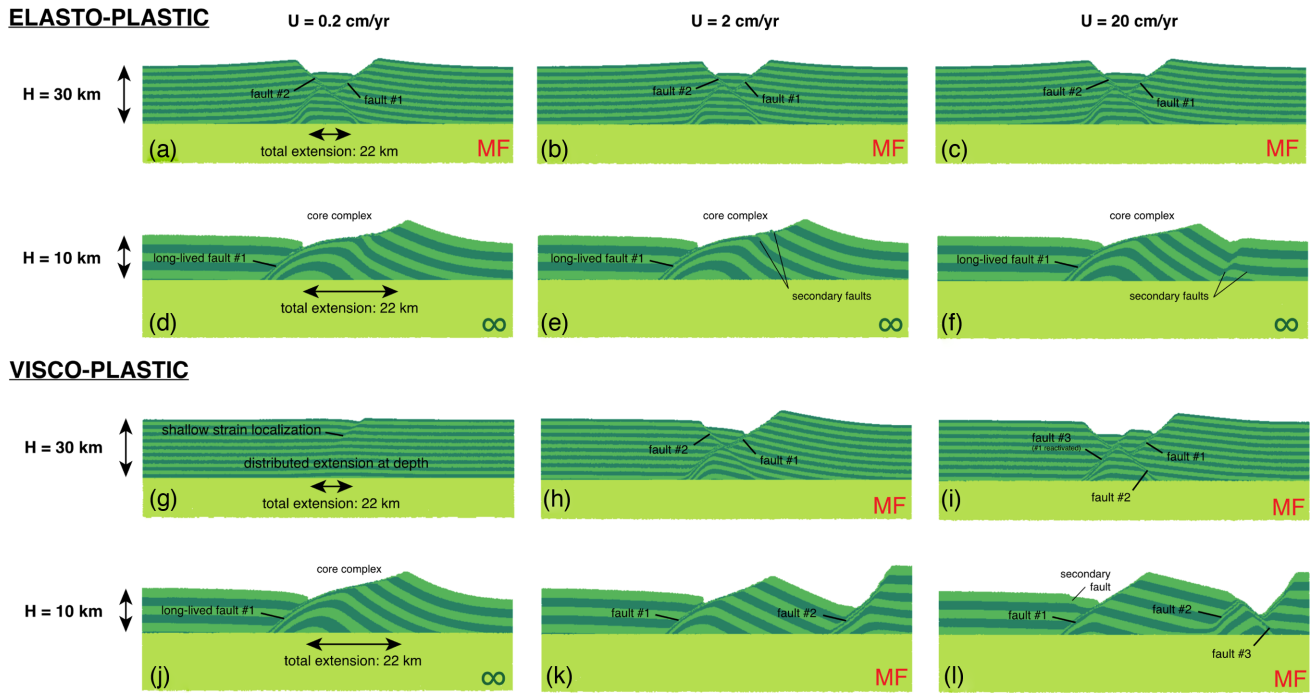 ELASTO-PLASTIC
U = 0.2 cm/yr
U = 2 cm/yr
U = 20 cm/yr
H = 30 km
fault #2
fault #1
(a)
total extension: 22 km
MF
fault #2
fault #1
(b)
MF
fault #2
fault #1
(c)
MF
H = 10 km
core complex
long-lived fault #1
total extension: 22 km
(d)
∞
core complex
long-lived fault #1
secondary faults
(e)
∞
core complex
long-lived fault #1
secondary faults
(f)
∞
VISCO-PLASTIC
H = 30 km
shallow strain localization
distributed extension at depth
(g)
total extension: 22 km
fault #2
fault #1
(h)
MF
fault #3
(#1 reactivated)
fault #1
fault #2
(i)
MF
H = 10 km
core complex
long-lived fault #1
total extension: 22 km
(j)
∞
fault #1
fault #2
(k)
MF
secondary
fault
fault #1
fault #2
fault #3
(l)
MF